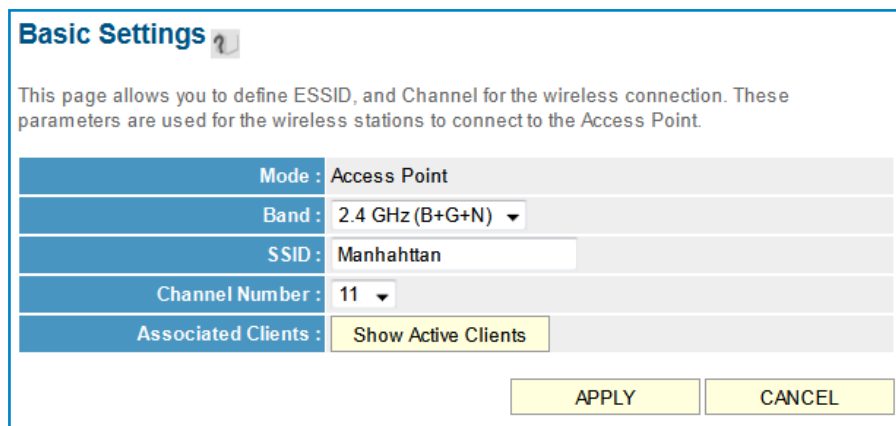 Basic Settings
This page allows you to define ESSID, and Channel for the wireless connection. These
parameters are used for the wireless stations to connect to the Access Point.
Mode : Access Point
Band : 2.4 GHz (B+G+N)
SSID : Manhahttan
Channel Number : 11
Associated Clients : Show Active Clients
APPLY CANCEL